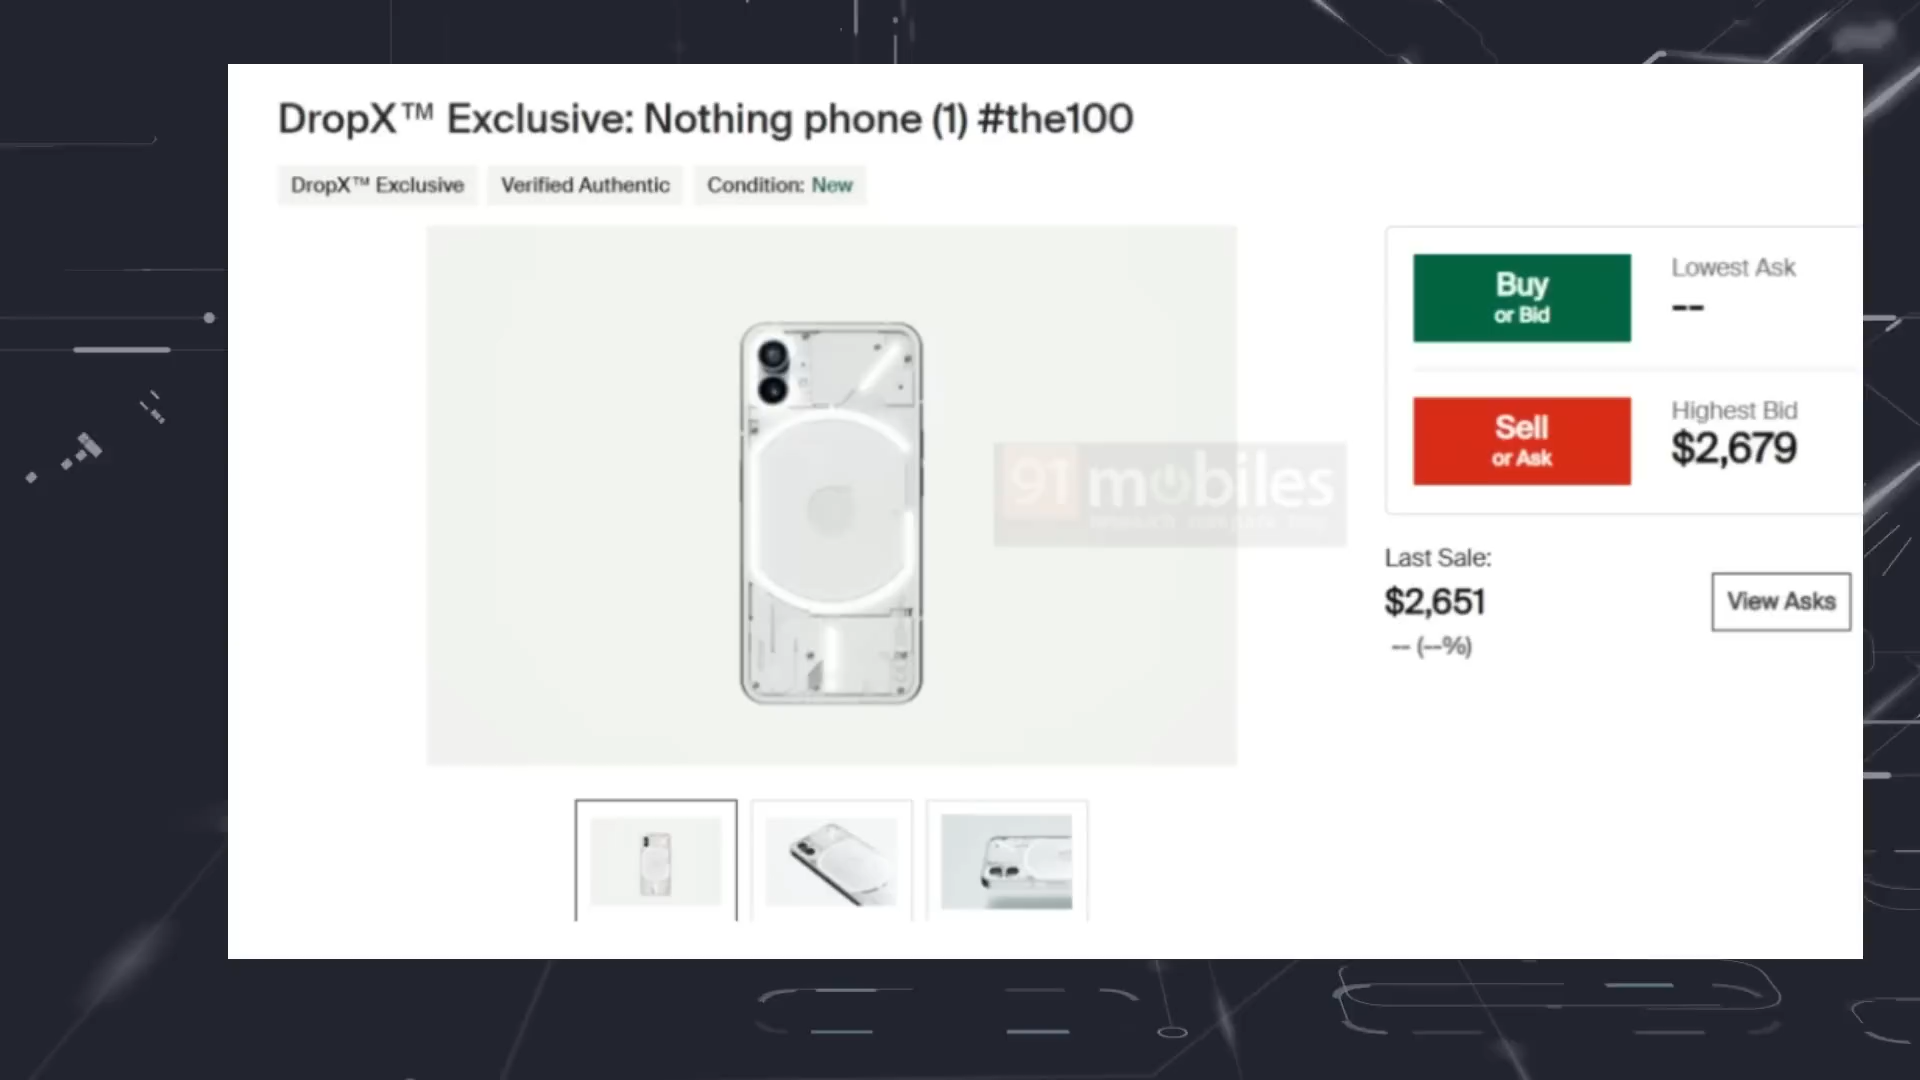 DropX™ Exclusive: Nothing phone (1) #the100
DropX™ Exclusive
Verified Authentic
Condition: New
Buy
or Bid
Lowest Ask
--
Sell
or Ask
Highest Bid
$2,679
91mobiles
Last Sale:
$2,651
-- (--%)
View Asks